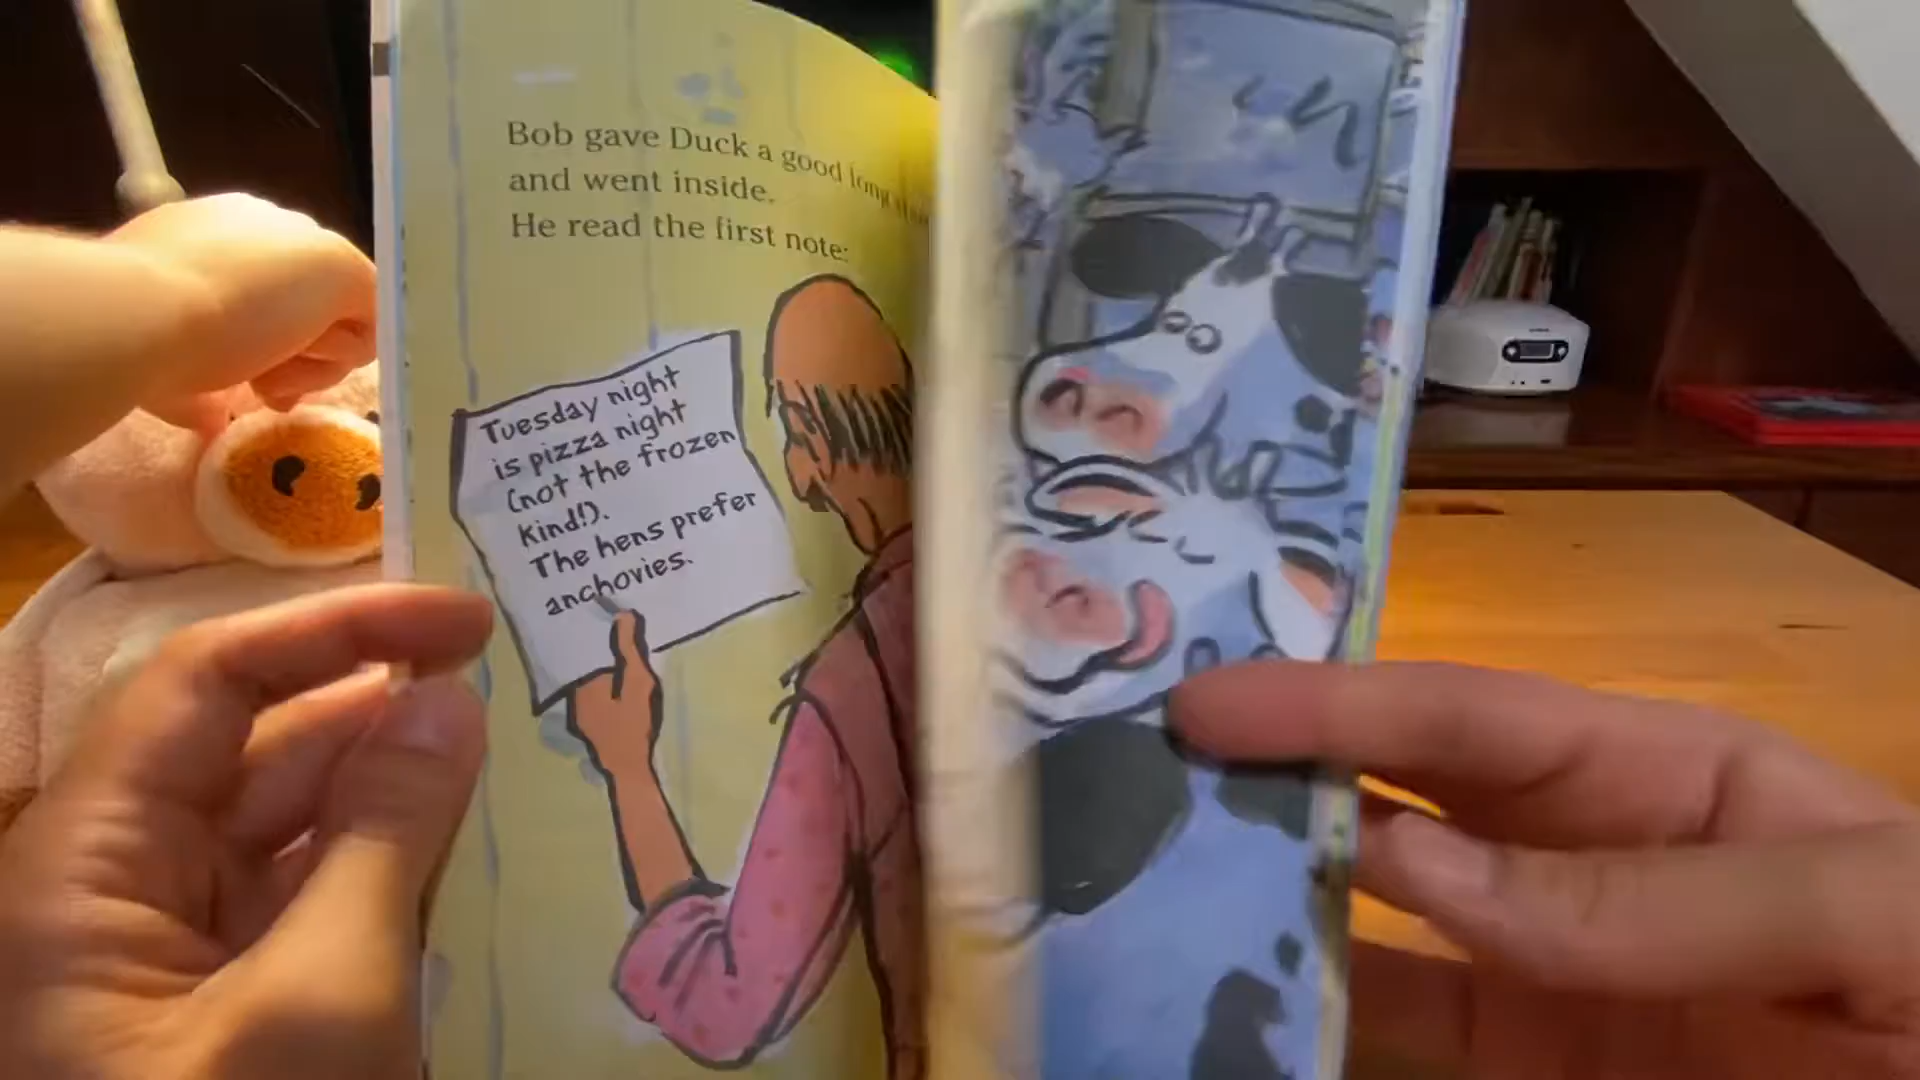 Bob gave Duck a good long stare
and went inside.
He read the first note:
Tuesday night
is pizza night
(not the frozen
kind!).
The hens prefer
anchovies.